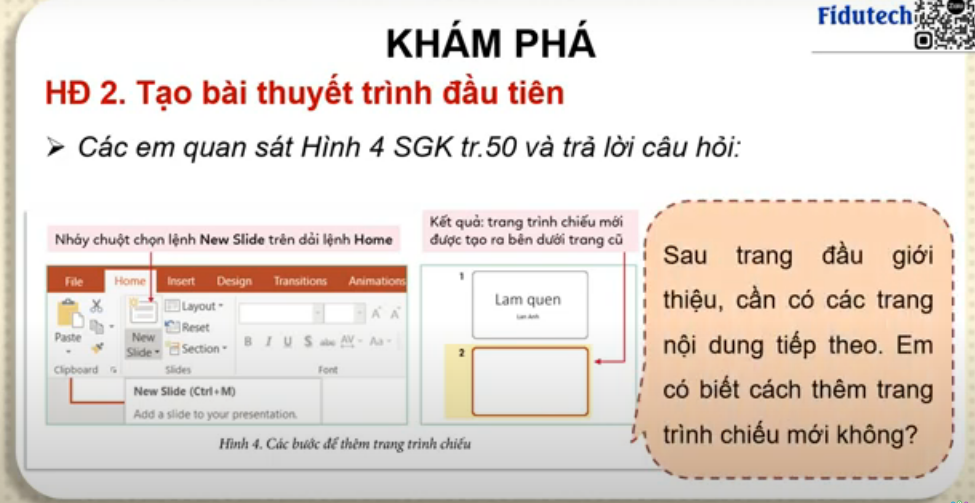 Fidutech
KHÁM PHÁ
HĐ 2. Tạo bài thuyết trình đầu tiên
➢ Các em quan sát Hình 4 SGK tr.50 và trả lời câu hỏi:
Nháy chuột chọn lệnh New Slide trên dải lệnh Home
Kết quả: trang trình chiếu mới
được tạo ra bên dưới trang cũ
File Home Insert Design Transitions Animations
Paste
New
Slide
Layout
Reset
Section
B I U S abc AV Aa
A A
Clipboard Slides Font
New Slide (Ctrl+M)
Add a slide to your presentation.
1
Lam quen
Lan Anh
2
Hình 4. Các bước để thêm trang trình chiếu
Sau trang đầu giới
thiệu, cần có các trang
nội dung tiếp theo. Em
có biết cách thêm trang
trình chiếu mới không?